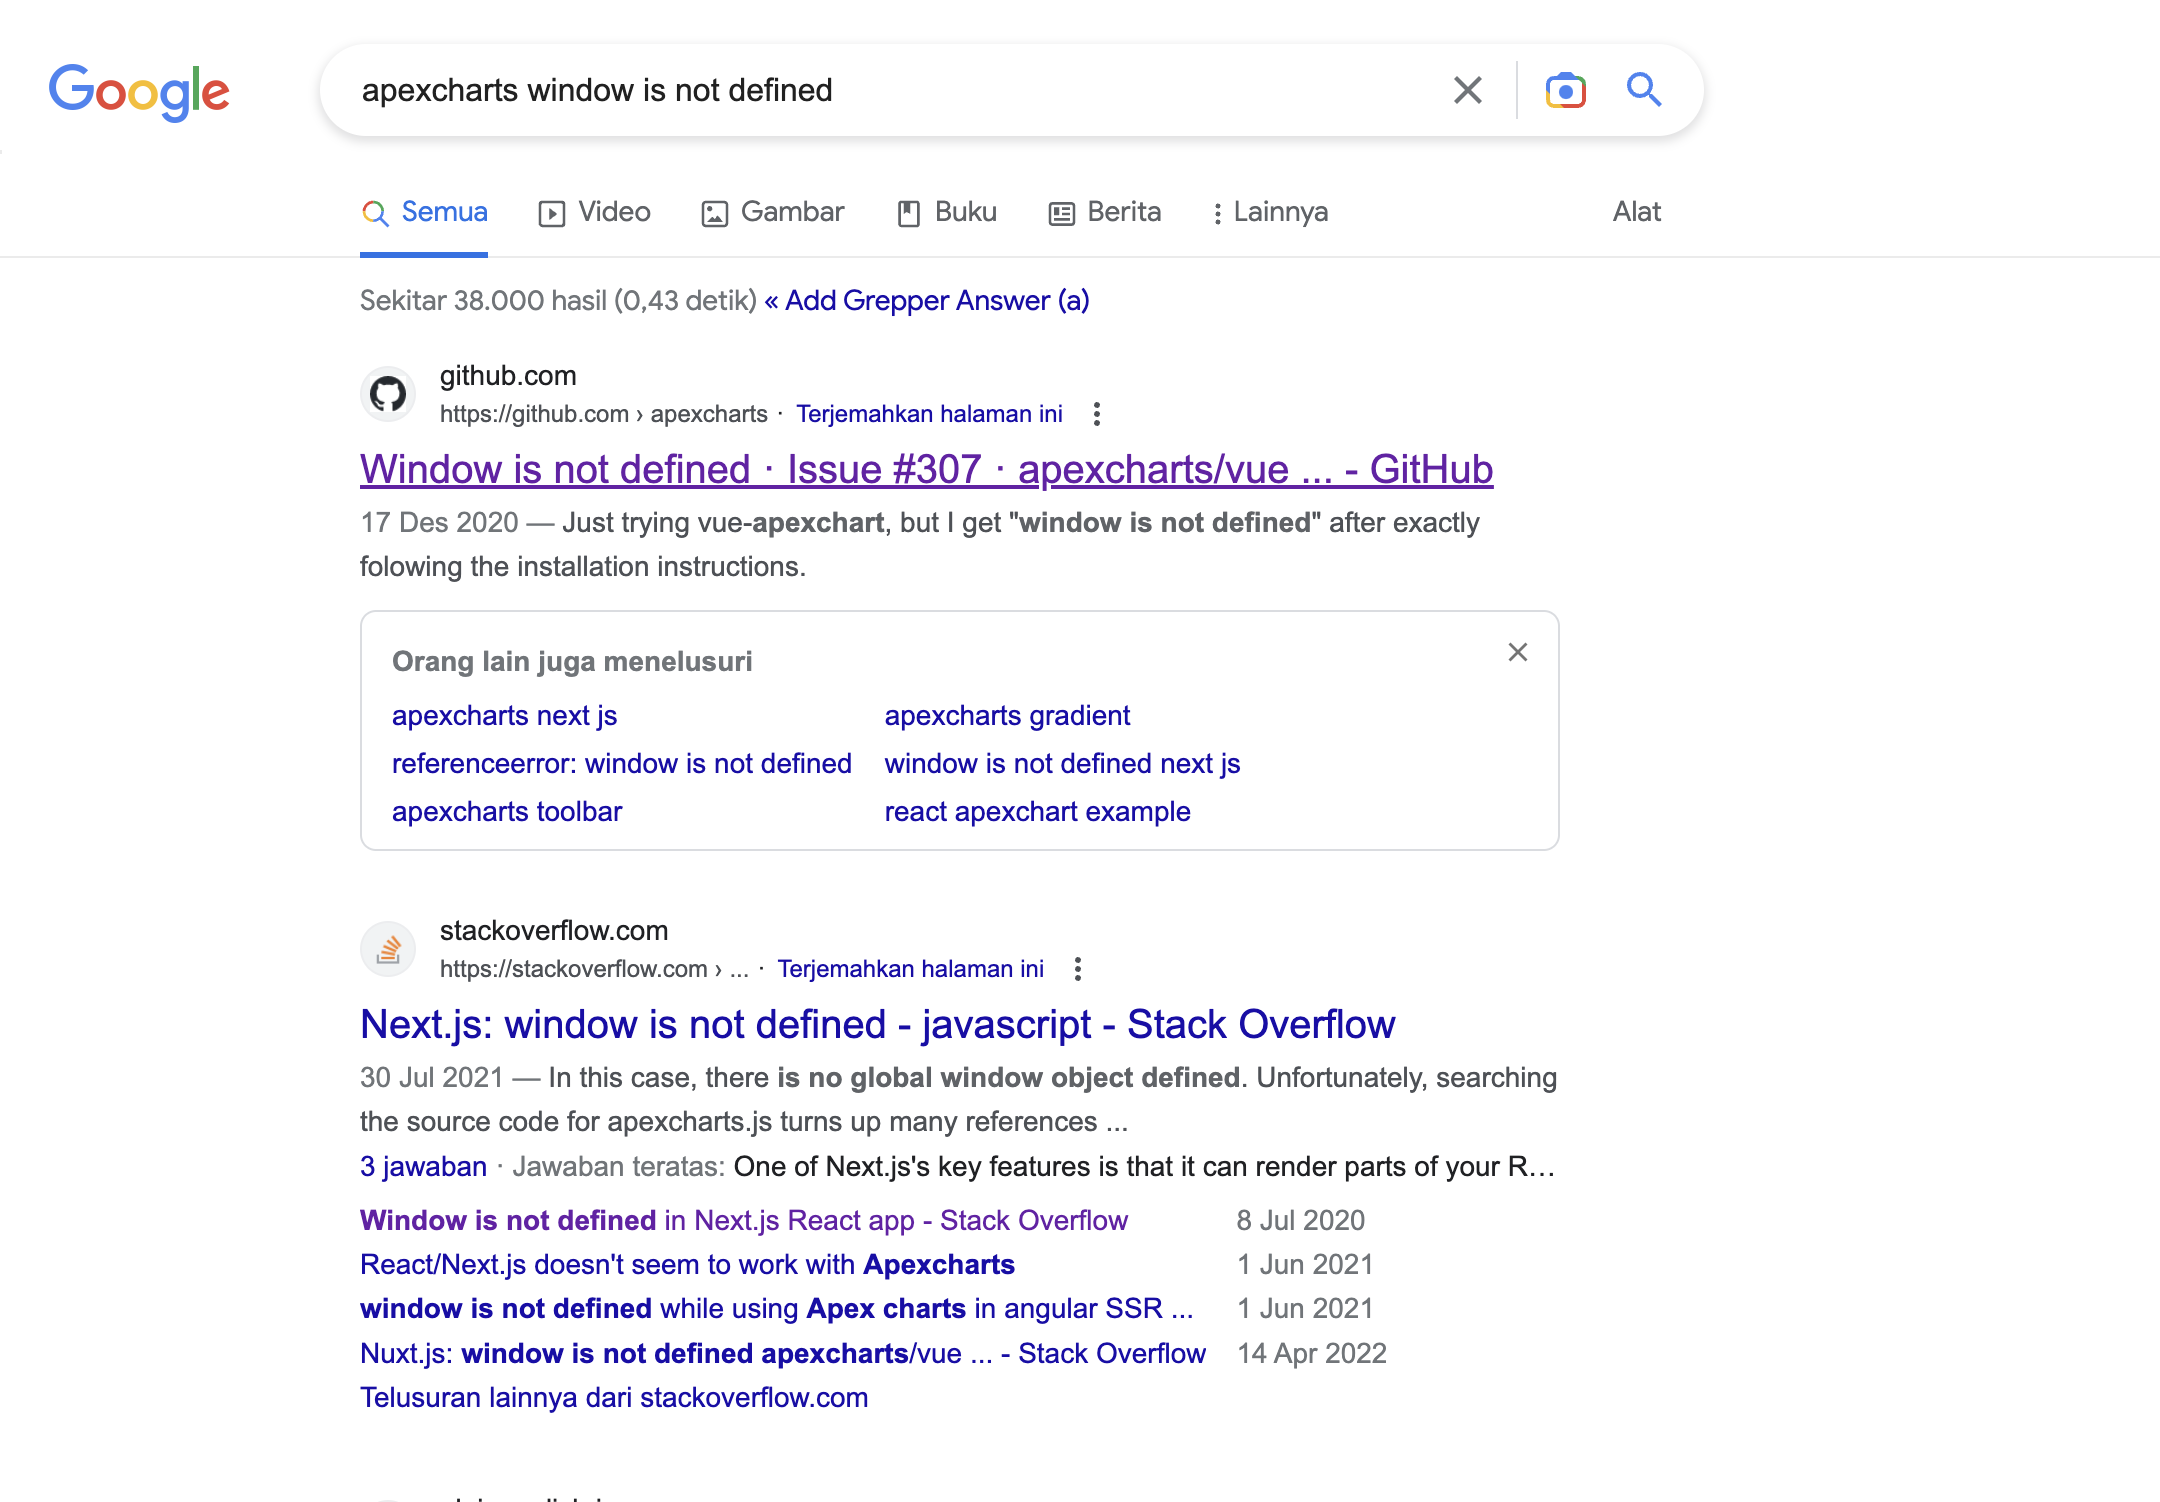 Google
apexcharts window is not defined
Semua Video Gambar Buku Berita Lainnya Alat
Sekitar 38.000 hasil (0,43 detik) « Add Grepper Answer (a)
github.com
https://github.com › apexcharts · Terjemahkan halaman ini
Window is not defined · Issue #307 · apexcharts/vue ... - GitHub
17 Des 2020 — Just trying vue-apexchart, but I get "window is not defined" after exactly
folowing the installation instructions.
Orang lain juga menelusuri
apexcharts next js apexcharts gradient
referenceerror: window is not defined window is not defined next js
apexcharts toolbar react apexchart example
stackoverflow.com
https://stackoverflow.com › ... · Terjemahkan halaman ini
Next.js: window is not defined - javascript - Stack Overflow
30 Jul 2021 — In this case, there is no global window object defined. Unfortunately, searching
the source code for apexcharts.js turns up many references ...
3 jawaban · Jawaban teratas: One of Next.js's key features is that it can render parts of your R…
Window is not defined in Next.js React app - Stack Overflow 8 Jul 2020
React/Next.js doesn't seem to work with Apexcharts 1 Jun 2021
window is not defined while using Apex charts in angular SSR ... 1 Jun 2021
Nuxt.js: window is not defined apexcharts/vue ... - Stack Overflow 14 Apr 2022
Telusuran lainnya dari stackoverflow.com